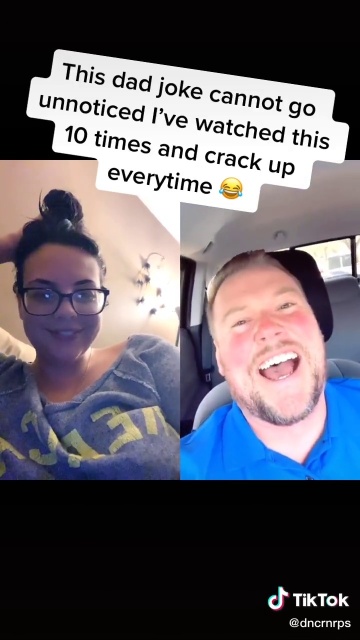 This dad joke cannot go
unnoticed I've watched this
10 times and crack up
everytime 😂
TikTok
@dncrnrps